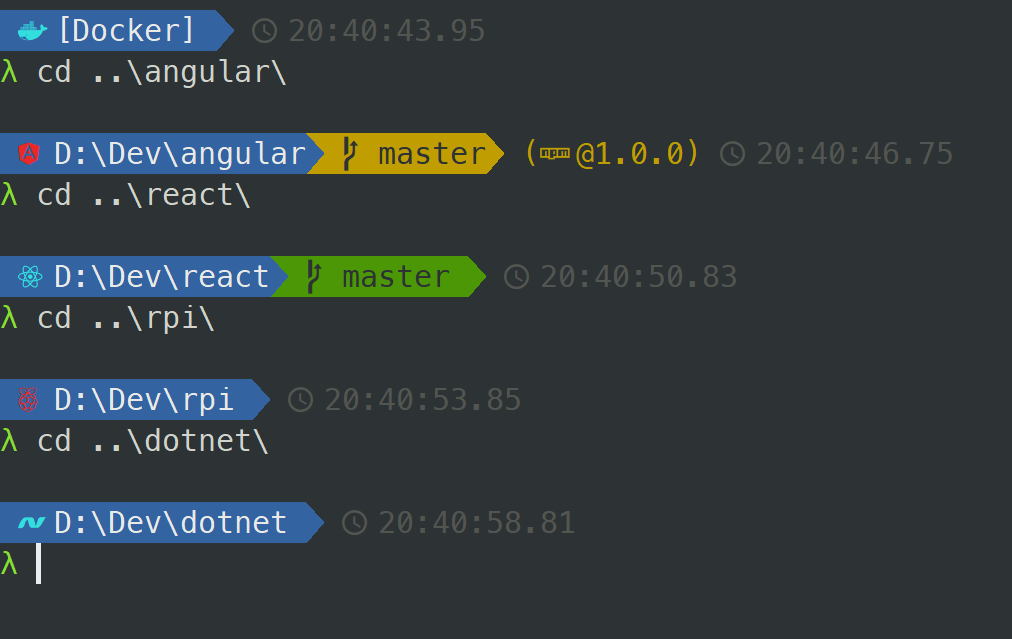 [Docker] 20:40:43.95
λ cd ..\angular\
D:\Dev\angular master (npm@1.0.0) 20:40:46.75
λ cd ..\react\
D:\Dev\react master 20:40:50.83
λ cd ..\rpi\
D:\Dev\rpi 20:40:53.85
λ cd ..\dotnet\
D:\Dev\dotnet 20:40:58.81
λ